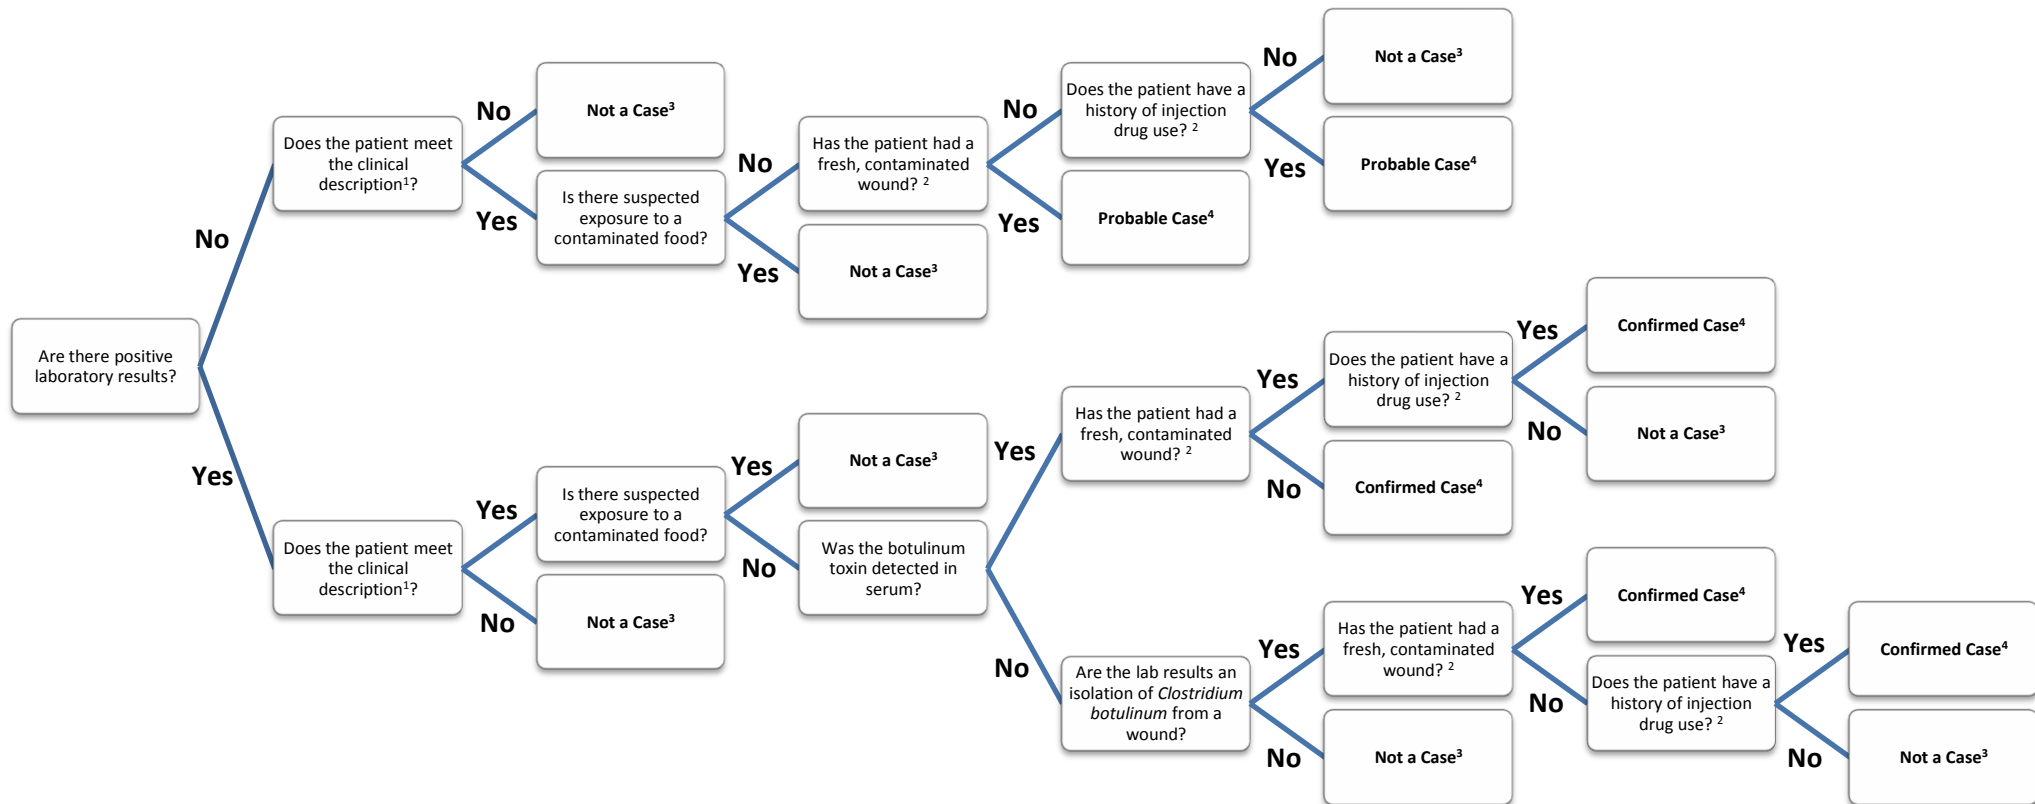 Are there positive
laboratory results?
No
Yes
Does the patient meet
the clinical
description¹?
No
Yes
Not a Case³
Is there suspected
exposure to a
contaminated food?
No
Yes
Has the patient had a
fresh, contaminated
wound? ²
Not a Case³
No
Yes
Does the patient have a
history of injection
drug use? ²
Probable Case⁴
No
Yes
Not a Case³
Probable Case⁴
Does the patient meet
the clinical
description¹?
Yes
No
Is there suspected
exposure to a
contaminated food?
Not a Case³
Yes
No
Not a Case³
Was the botulinum
toxin detected in
serum?
Yes
No
Has the patient had a
fresh, contaminated
wound? ²
Yes
No
Does the patient have a
history of injection
drug use? ²
Confirmed Case⁴
Yes
No
Confirmed Case⁴
Not a Case³
Are the lab results an
isolation of Clostridium
botulinum from a
wound?
Yes
No
Has the patient had a
fresh, contaminated
wound? ²
Not a Case³
Yes
No
Confirmed Case⁴
Does the patient have a
history of injection
drug use? ²
Yes
No
Confirmed Case⁴
Not a Case³